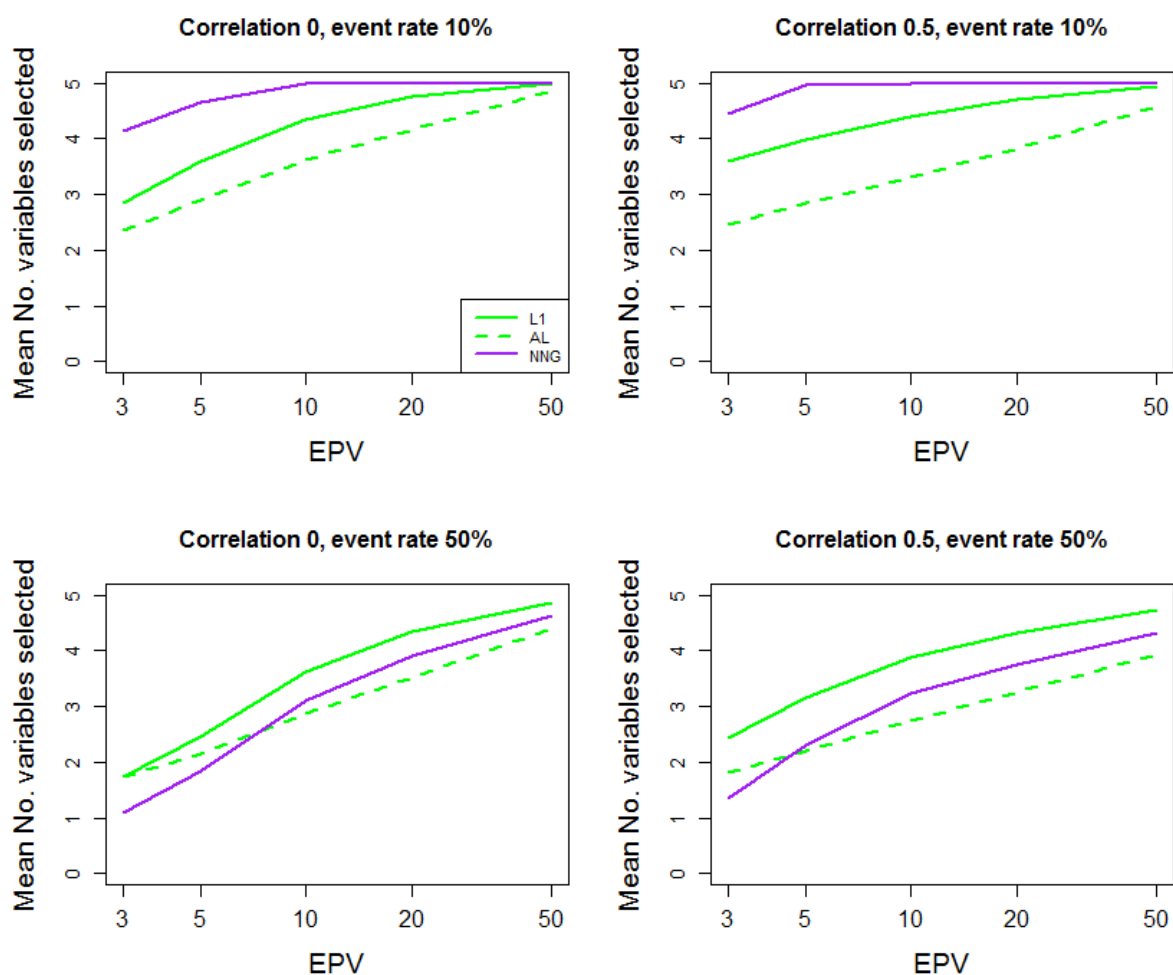 Correlation 0, event rate 10%
Mean No. variables selected
5
4
3
2
1
0
L1
AL
NNG
3 5 10 20 50
EPV
Correlation 0.5, event rate 10%
Mean No. variables selected
5
4
3
2
1
0
3 5 10 20 50
EPV
Correlation 0, event rate 50%
Mean No. variables selected
5
4
3
2
1
0
3 5 10 20 50
EPV
Correlation 0.5, event rate 50%
Mean No. variables selected
5
4
3
2
1
0
3 5 10 20 50
EPV